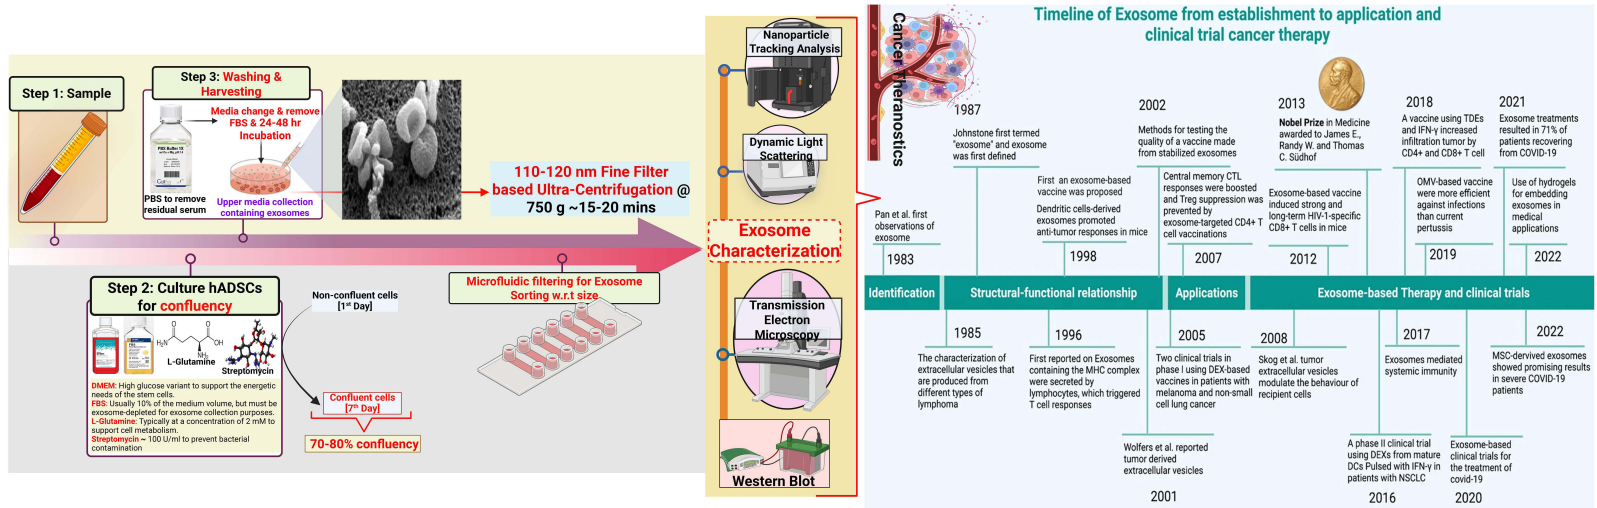 Step 1: Sample
Step 3: Washing &
Harvesting
Media change & remove
FBS & 24-48 hr
Incubation
PBS Buffer 1X
PBS to remove
residual serum
Upper media collection
containing exosomes
110-120 nm Fine Filter
based Ultra-Centrifugation @
750 g ~15-20 mins
Step 2: Culture hADSCs
for confluency
L-Glutamine
Streptomycin
DMEM: High glucose variant to support the energetic
needs of the stem cells.
FBS: Usually 10% of the medium volume, but must be
exosome-depleted for exosome collection purposes.
L-Glutamine: Typically at a concentration of 2 mM to
support cell metabolism.
Streptomycin ~ 100 U/ml to prevent bacterial
contamination
Non-confluent cells
[1st Day]
Confluent cells
[7th Day]
70-80% confluency
Microfluidic filtering for Exosome
Sorting w.r.t size
Nanoparticle
Tracking Analysis
Dynamic Light
Scattering
Exosome
Characterization
Transmission
Electron
Microscopy
Western Blot
Cancer Theranostics
Timeline of Exosome from establishment to application and
clinical trial cancer therapy
Pan et al. first
observations of
exosome
1983
1987
Johnstone first termed
"exosome" and exosome
was first defined
First an exosome-based
vaccine was proposed
Dendritic cells-derived
exosomes promoted
anti-tumor responses in mice
1998
2002
Methods for testing the
quality of a vaccine made
from stabilized exosomes
Central memory CTL
responses were boosted
and Treg suppression was
prevented by
exosome-targeted CD4+ T
cell vaccinations
2007
2013
Nobel Prize in Medicine
awarded to James E.,
Randy W. and Thomas
C. Südhof
Exosome-based vaccine
induced strong and
long-term HIV-1-specific
CD8+ T cells in mice
2012
2018
A vaccine using TDEs
and IFN-γ increased
infiltration tumor by
CD4+ and CD8+ T cell
OMV-based vaccine
were more efficient
against infections
than current
pertussis
2019
2021
Exosome treatments
resulted in 71% of
patients recovering
from COVID-19
Use of hydrogels
for embedding
exosomes in
medical
applications
2022
Identification
Structural-functional relationship
Applications
Exosome-based Therapy and clinical trials
1985
The characterization of
extracellular vesicles that
are produced from
different types of
lymphoma
1996
First reported on Exosomes
containing the MHC complex
were secreted by
lymphocytes, which triggered
T cell responses
Wolfers et al. reported
tumor derived
extracellular vesicles
2001
2005
Two clinical trials in
phase I using DEX-based
vaccines in patients with
melanoma and non-small
cell lung cancer
2008
Skog et al. tumor
extracellular vesicles
modulate the behaviour of
recipient cells
A phase II clinical trial
using DEXs from mature
DCs Pulsed with IFN-γ in
patients with NSCLC
2016
2017
Exosomes mediated
systemic immunity
Exosome-based
clinical trials for
the treatment of
covid-19
2020
2022
MSC-derived exosomes
showed promising results
in severe COVID-19
patients